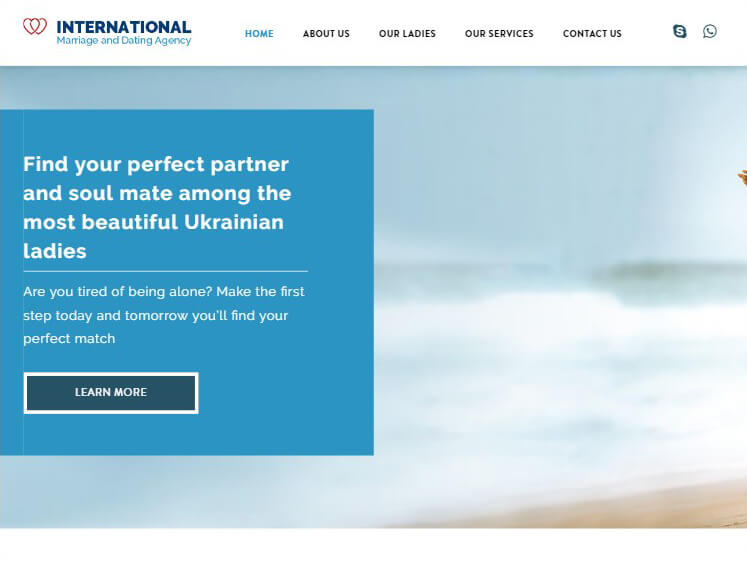 INTERNATIONAL
Marriage and Dating Agency
HOME
ABOUT US
OUR LADIES
OUR SERVICES
CONTACT US
Find your perfect partner
and soul mate among the
most beautiful Ukrainian
ladies
Are you tired of being alone? Make the first
step today and tomorrow you'll find your
perfect match
LEARN MORE